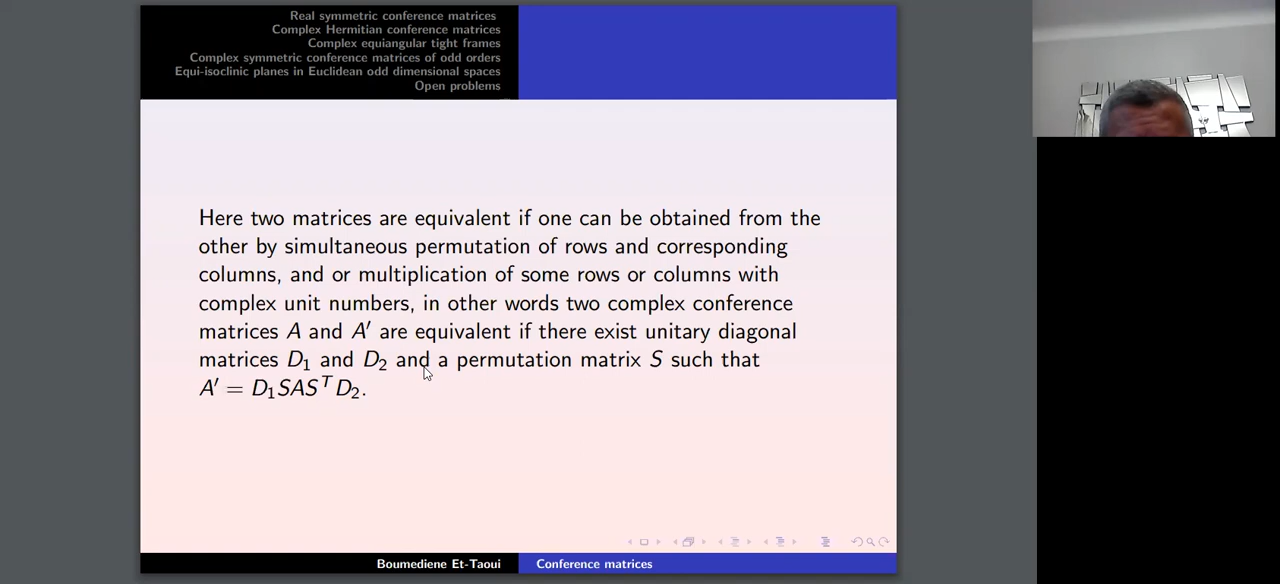 Real symmetric conference matrices
Complex Hermitian conference matrices
Complex equiangular tight frames
Complex symmetric conference matrices of odd orders
Equi-isoclinic planes in Euclidean odd dimensional spaces
Open problems
Here two matrices are equivalent if one can be obtained from the
other by simultaneous permutation of rows and corresponding
columns, and or multiplication of some rows or columns with
complex unit numbers, in other words two complex conference
matrices A and A′ are equivalent if there exist unitary diagonal
matrices D₁ and D₂ and a permutation matrix S such that
A′ = D₁SASᵀD₂.
Boumediene Et-Taoui
Conference matrices